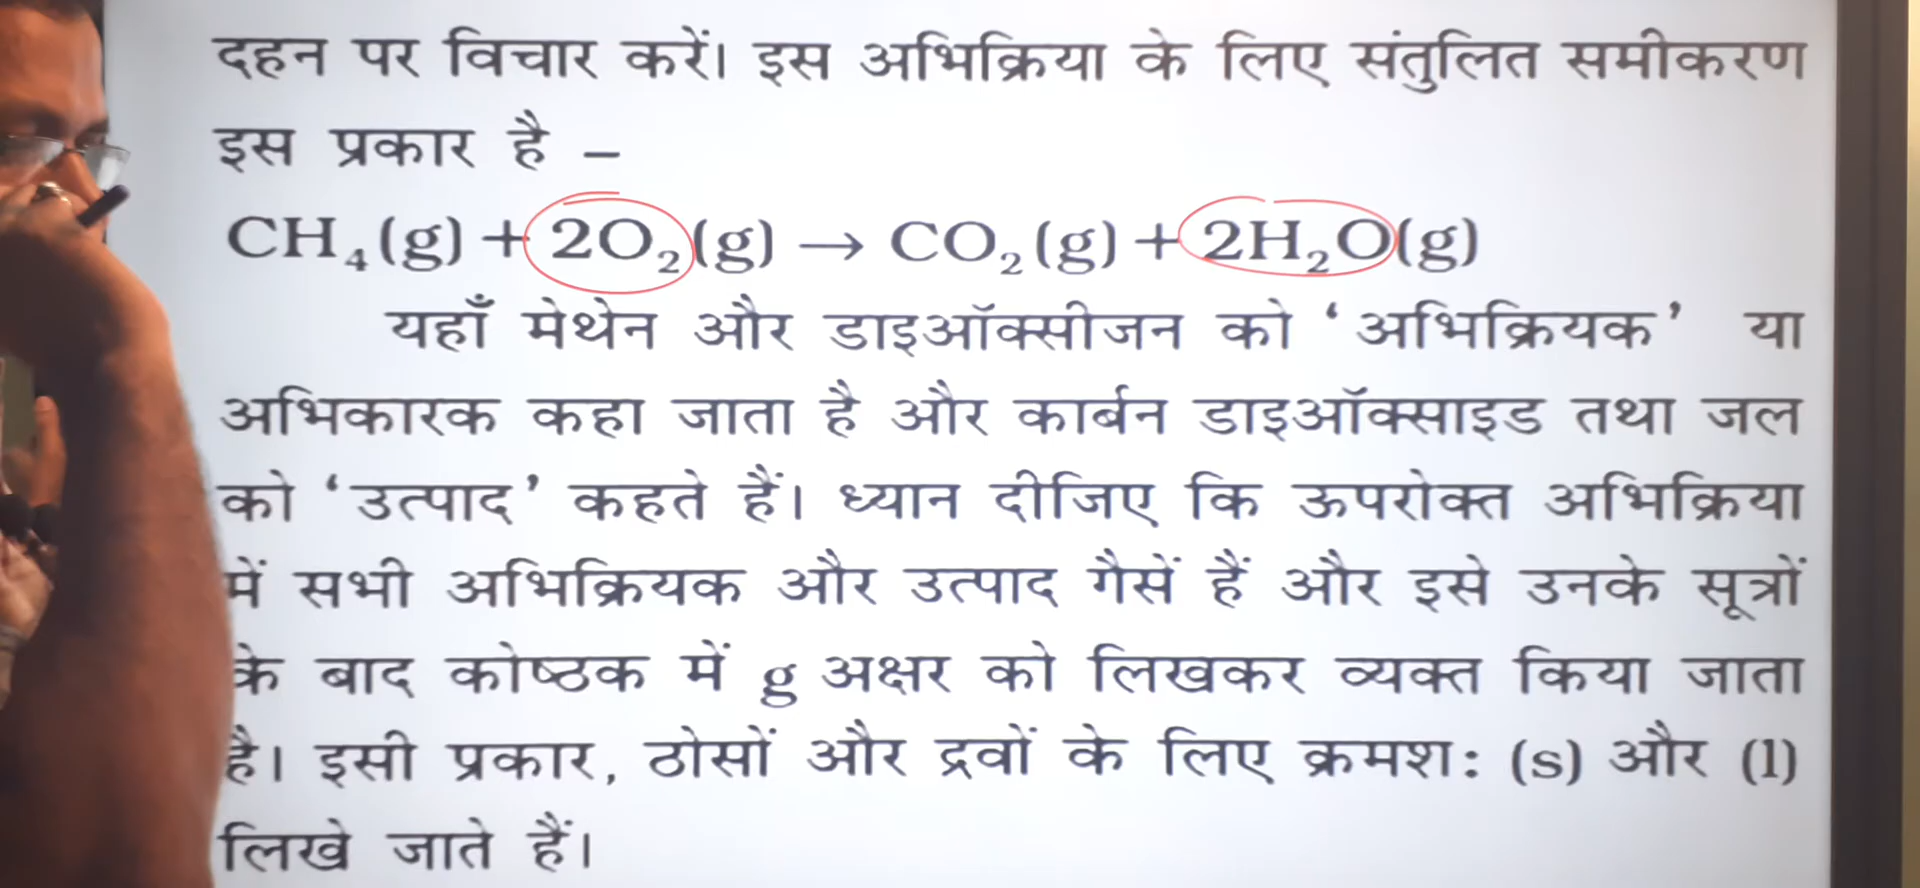 दहन पर विचार करें। इस अभिक्रिया के लिए संतुलित समीकरण
इस प्रकार है –
CH₄(g) + 2O₂(g) → CO₂(g) + 2H₂O(g)
यहाँ मेथेन और डाइऑक्सीजन को ‘अभिक्रियक’ या
अभिकारक कहा जाता है और कार्बन डाइऑक्साइड तथा जल
को ‘उत्पाद’ कहते हैं। ध्यान दीजिए कि ऊपरोक्त अभिक्रिया
में सभी अभिक्रियक और उत्पाद गैसें हैं और इसे उनके सूत्रों
के बाद कोष्ठक में g अक्षर को लिखकर व्यक्त किया जाता
है। इसी प्रकार, ठोसों और द्रवों के लिए क्रमश: (s) और (l)
लिखे जाते हैं।